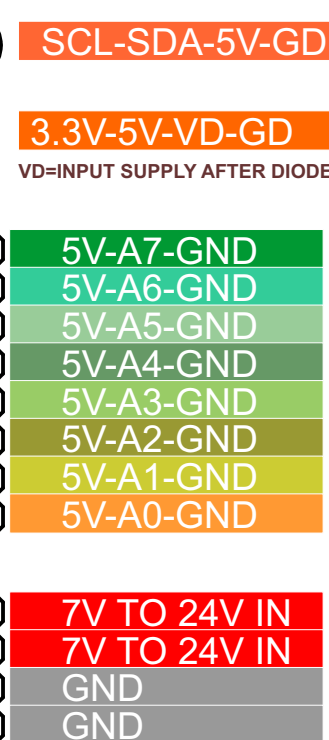 SCL-SDA-5V-GD
3.3V-5V-VD-GD
VD=INPUT SUPPLY AFTER DIODE
5V-A7-GND
5V-A6-GND
5V-A5-GND
5V-A4-GND
5V-A3-GND
5V-A2-GND
5V-A1-GND
5V-A0-GND
7V TO 24V IN
7V TO 24V IN
GND
GND